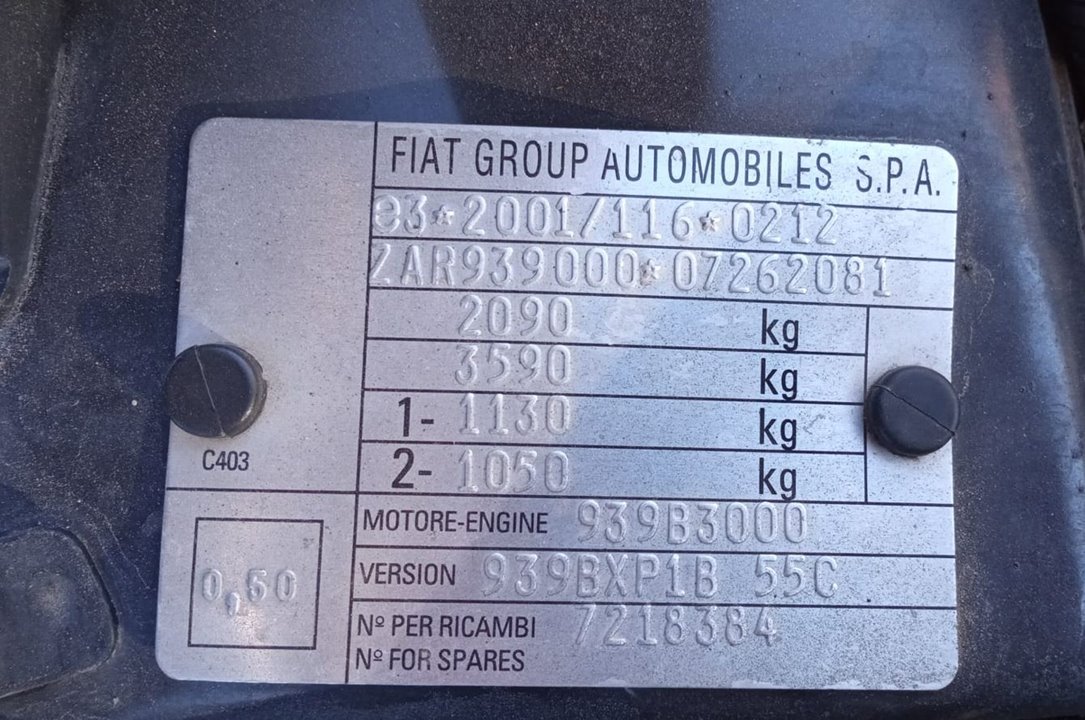 FIAT GROUP AUTOMOBILES S.P.A.
e3*2001/116*0212
ZAR939000*07262081
2090 kg
3590 kg
1- 1130 kg
2- 1050 kg
C403
MOTORE-ENGINE 939B3000
VERSION 939BXP1B 55C
0,50
Nº PER RICAMBI 7218384
Nº FOR SPARES